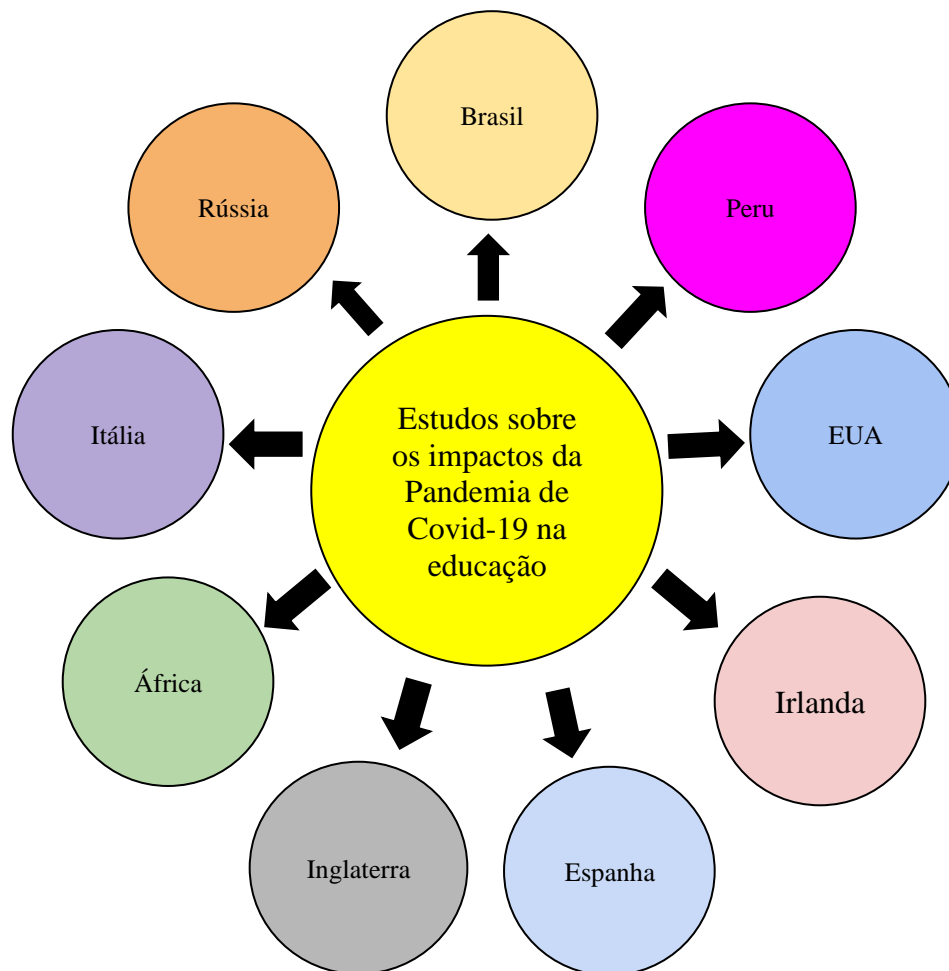 Brasil
Rússia
Peru
Estudos sobre
os impactos da
Pandemia de
Covid-19 na
educação
Itália
EUA
África
Irlanda
Inglaterra
Espanha